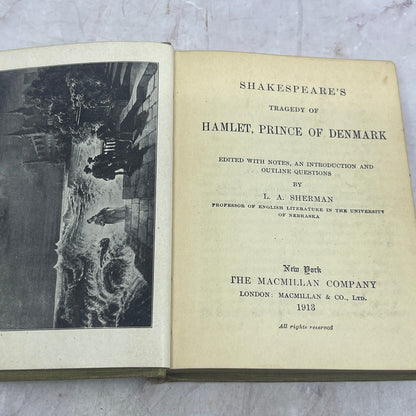 SHAKESPEARE'S
TRAGEDY OF
HAMLET, PRINCE OF DENMARK
EDITED WITH NOTES, AN INTRODUCTION AND
OUTLINE QUESTIONS
BY
L. A. SHERMAN
PROFESSOR OF ENGLISH LITERATURE IN THE UNIVERSITY
OF NEBRASKA
New York
THE MACMILLAN COMPANY
LONDON: MACMILLAN & CO., LTD.
1913
All rights reserved